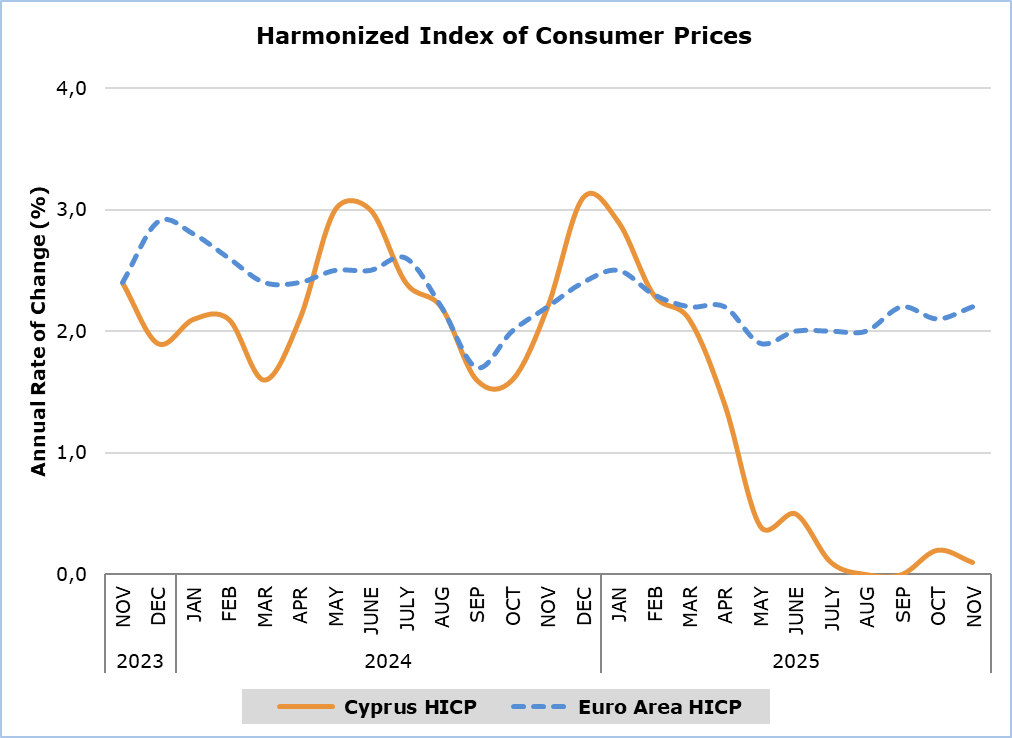 Harmonized Index of Consumer Prices
Annual Rate of Change (%)
4,0
3,0
2,0
1,0
0,0
NOV DEC JAN FEB MAR APR MAY JUNE JULY AUG SEP OCT NOV DEC JAN FEB MAR APR MAY JUNE JULY AUG SEP OCT NOV
2023 2024 2025
Cyprus HICP Euro Area HICP